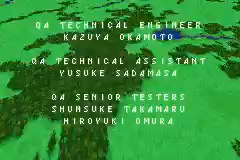 QA TECHNICAL ENGINEER
KAZUYA OKAMOTO
QA TECHNICAL ASSISTANT
YUSUKE SADAMASA
QA SENIOR TESTERS
SHUNSUKE TAKAMARU
HIROYUKI OMURA